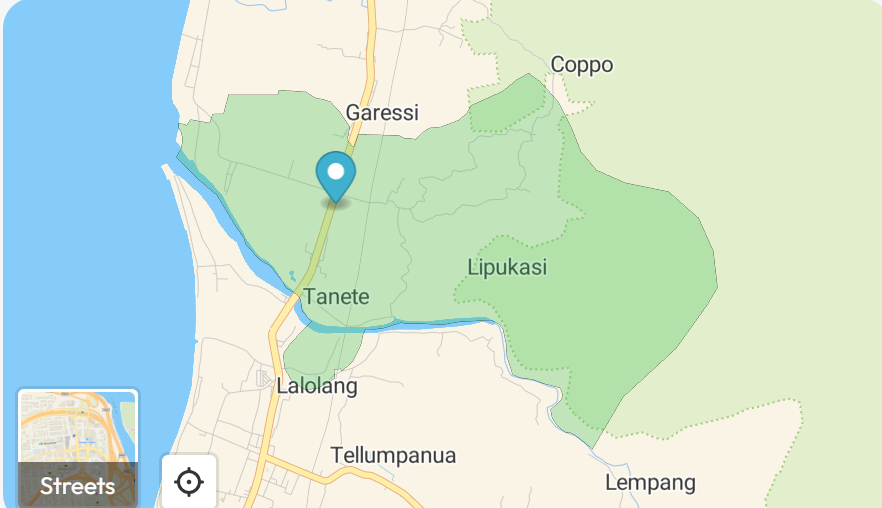 Coppo
Garessi
Lipukasi
Tanete
Lalolang
Tellumpanua
Lempang
Streets